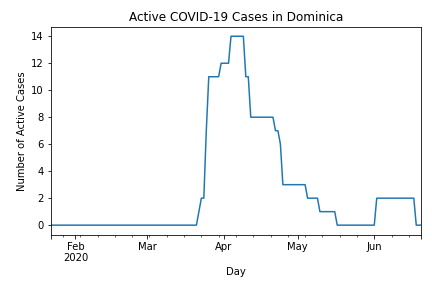 Active COVID-19 Cases in Dominica
Number of Active Cases
14
12
10
8
6
4
2
0
Feb
2020
Mar
Apr
May
Jun
Day